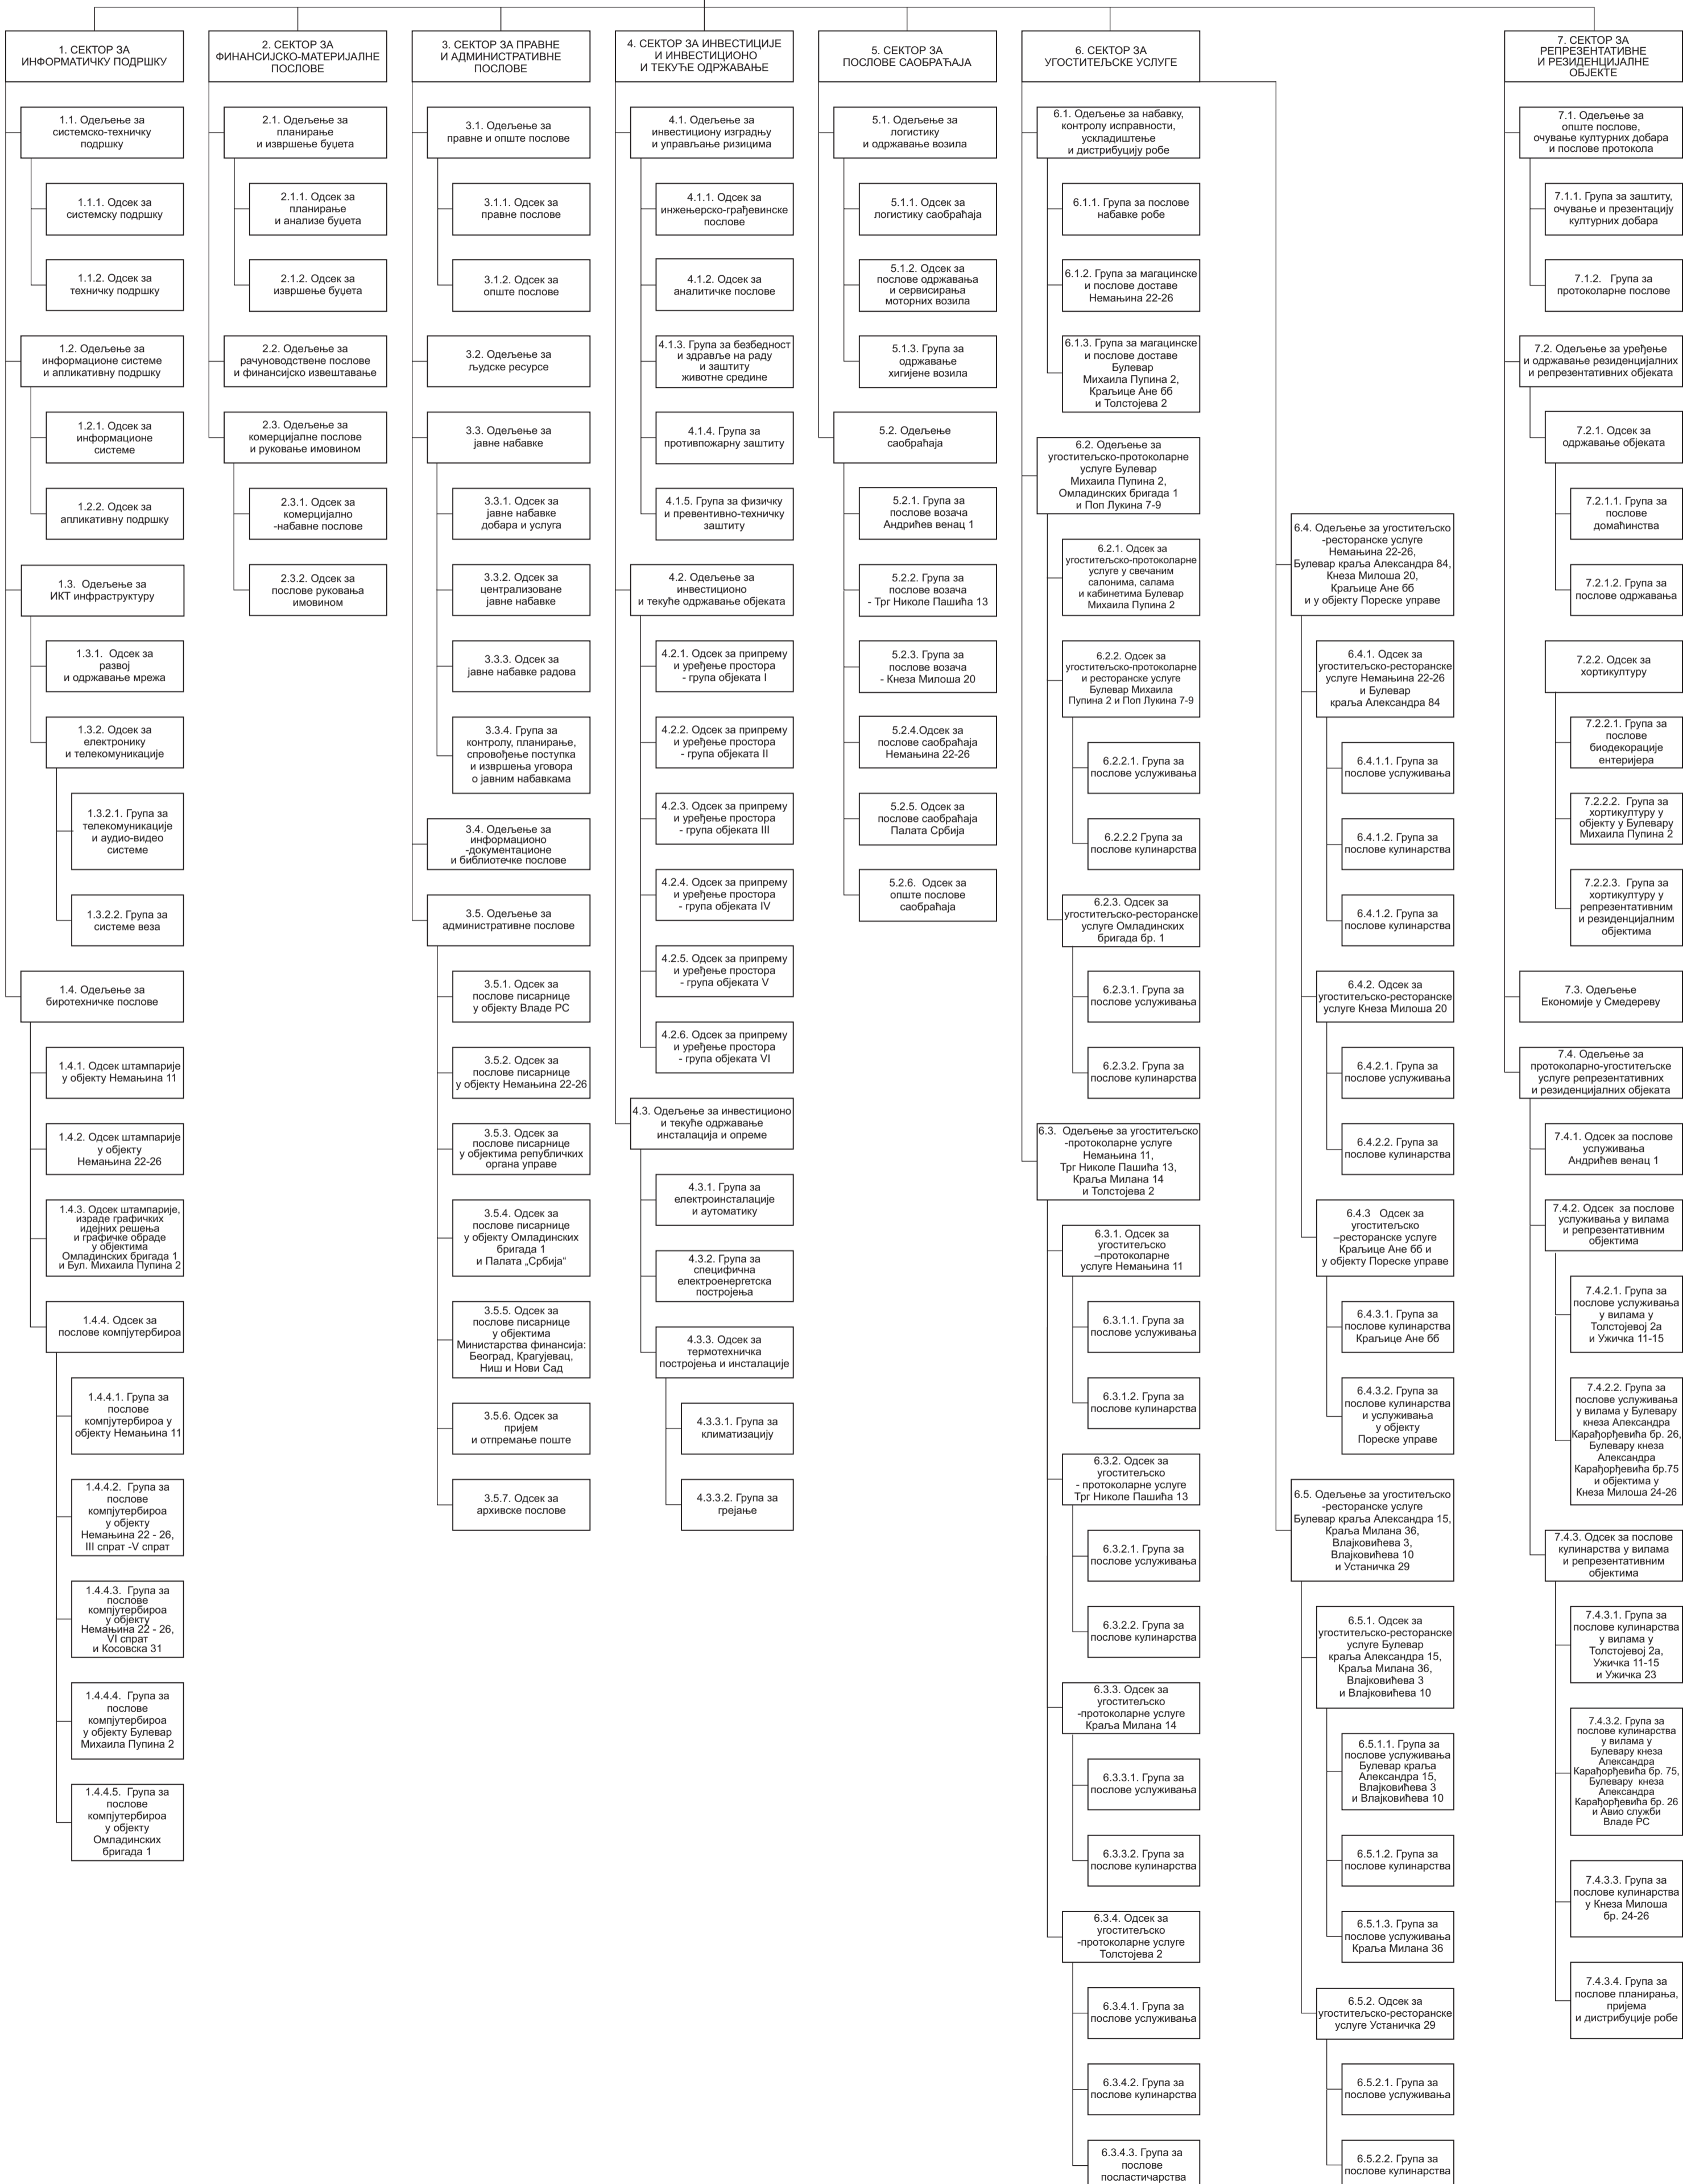 1. СЕКТОР ЗА
ИНФОРМАТИЧКУ ПОДРШКУ
1.1. Одељење за
системско-техничку
подршку
1.1.1. Одсек за
системску подршку
1.1.2. Одсек за
техничку подршку
1.2. Одељење за
информационе системе
и апликативну подршку
1.2.1. Одсек за
информационе
системе
1.2.2. Одсек за
апликативну подршку
1.3. Одељење за
ИКТ инфраструктуру
1.3.1. Одсек за
развој
и одржавање мрежа
1.3.2. Одсек за
електронику
и телекомуникације
1.3.2.1. Група за
телекомуникације
и аудио-видео
системе
1.3.2.2. Група за
системе веза
1.4. Одељење за
биротехничке послове
1.4.1. Одсек штампарије
у објекту Немањина 11
1.4.2. Одсек штампарије
у објекту
Немањина 22-26
1.4.3. Одсек штампарије,
израде графичких
идејних решења
и графичке обраде
у објектима
Омладинских бригада 1
и Бул. Михаила Пупина 2
1.4.4. Одсек за
послове компјутербироа
1.4.4.1. Група за
послове
компјутербироа у
објекту Немањина 11
1.4.4.2. Група за
послове
компјутербироа
у објекту
Немањина 22 - 26,
III спрат -V спрат
1.4.4.3. Група за
послове
компјутербироа
у објекту
Немањина 22 - 26,
VI спрат
и Косовска 31
1.4.4.4. Група за
послове
компјутербироа
у објекту Булевар
Михаила Пупина 2
1.4.4.5. Група за
послове
компјутербироа
у објекту
Омладинских
бригада 1
2. СЕКТОР ЗА
ФИНАНСИЈСКО-МАТЕРИЈАЛНЕ
ПОСЛОВЕ
2.1. Одељење за
планирање
и извршење буџета
2.1.1. Одсек за
планирање
и анализе буџета
2.1.2. Одсек за
извршење буџета
2.2. Одељење за
рачуноводствене послове
и финансијско извештавање
2.3. Одељење за
комерцијалне послове
и руковање имовином
2.3.1. Одсек за
комерцијално
-набавне послове
2.3.2. Одсек за
послове руковања
имовином
3. СЕКТОР ЗА ПРАВНЕ
И АДМИНИСТРАТИВНЕ
ПОСЛОВЕ
3.1. Одељење за
правне и опште послове
3.1.1. Одсек за
правне послове
3.1.2. Одсек за
опште послове
3.2. Одељење за
људске ресурсе
3.3. Одељење за
јавне набавке
3.3.1. Одсек за
јавне набавке
добара и услуга
3.3.2. Одсек за
централизоване
јавне набавке
3.3.3. Одсек за
јавне набавке радова
3.3.4. Група за
контролу, планирање,
спровођење поступка
и извршења уговора
о јавним набавкама
3.4. Одељење за
информационо
-документационе
и библиотечке послове
3.5. Одељење за
административне послове
3.5.1. Одсек за
послове писарнице
у објекту Владе РС
3.5.2. Одсек за
послове писарнице
у објекту Немањина 22-26
3.5.3. Одсек за
послове писарнице
у објектима републичких
органа управе
3.5.4. Одсек за
послове писарнице
у објекту Омладинских
бригада 1
и Палата „Србија“
3.5.5. Одсек за
послове писарнице
у објектима
Министарства финансија:
Београд, Крагујевац,
Ниш и Нови Сад
3.5.6. Одсек за
пријем
и отпремање поште
3.5.7. Одсек за
архивске послове
4. СЕКТОР ЗА ИНВЕСТИЦИЈЕ
И ИНВЕСТИЦИОНО
И ТЕКУЋЕ ОДРЖАВАЊЕ
4.1. Одељење за
инвестициону изградњу
и управљање ризицима
4.1.1. Одсек за
инжењерско-грађевинске
послове
4.1.2. Одсек за
аналитичке послове
4.1.3. Група за безбедност
и здравље на раду
и заштиту
животне средине
4.1.4. Група за
противпожарну заштиту
4.1.5. Група за физичку
и превентивно-техничку
заштиту
4.2. Одељење за
инвестиционо
и текуће одржавање објеката
4.2.1. Одсек за припрему
и уређење простора
- група објеката I
4.2.2. Одсек за припрему
и уређење простора
- група објеката II
4.2.3. Одсек за припрему
и уређење простора
- група објеката III
4.2.4. Одсек за припрему
и уређење простора
- група објеката IV
4.2.5. Одсек за припрему
и уређење простора
- група објеката V
4.2.6. Одсек за припрему
и уређење простора
- група објеката VI
4.3. Одељење за инвестиционо
и текуће одржавање
инсталација и опреме
4.3.1. Група за
електроинсталације
и аутоматику
4.3.2. Група за
специфична
електроенергетска
постројења
4.3.3. Одсек за
термотехничка
постројења и инсталације
4.3.3.1. Група за
климатизацију
4.3.3.2. Група за
грејање
5. СЕКТОР ЗА
ПОСЛОВЕ САОБРАЋАЈА
5.1. Одељење за
логистику
и одржавање возила
5.1.1. Одсек за
логистику саобраћаја
5.1.2. Одсек за
послове одржавања
и сервисирања
моторних возила
5.1.3. Група за
одржавање
хигијене возила
5.2. Одељење
саобраћаја
5.2.1. Група за
послове возача
Андрићев венац 1
5.2.2. Група за
послове возача
- Трг Николе Пашића 13
5.2.3. Група за
послове возача
- Кнеза Милоша 20
5.2.4.Одсек за
послове саобраћаја
Немањина 22-26
5.2.5. Одсек за
послове саобраћаја
Палата Србија
5.2.6. Одсек за
опште послове
саобраћаја
6. СЕКТОР ЗА
УГОСТИТЕЉСКЕ УСЛУГЕ
6.1. Одељење за набавку,
контролу исправности,
ускладиштење
и дистрибуцију робе
6.1.1. Група за послове
набавке робе
6.1.2. Група за магацинске
и послове доставе
Немањина 22-26
6.1.3. Група за магацинске
и послове доставе
Булевар
Михаила Пупина 2,
Краљице Ане бб
и Толстојева 2
6.2. Одељење за
угоститељско-протоколарне
услуге Булевар
Михаила Пупина 2,
Омладинских бригада 1
и Поп Лукина 7-9
6.2.1. Одсек за
угоститељско-протоколарне
услуге у свечаним
салонима, салама
и кабинетима Булевар
Михаила Пупина 2
6.2.2. Одсек за
угоститељско-протоколарне
и ресторанске услуге
Булевар Михаила
Пупина 2 и Поп Лукина 7-9
6.2.2.1. Група за
послове услуживања
6.2.2.2 Група за
послове кулинарства
6.2.3. Одсек за
угоститељско-ресторанске
услуге Омладинских
бригада бр. 1
6.2.3.1. Група за
послове услуживања
6.2.3.2. Група за
послове кулинарства
6.3. Одељење за угоститељско
-протоколарне услуге
Немањина 11,
Трг Николе Пашића 13,
Краља Милана 14
и Толстојева 2
6.3.1. Одсек за
угоститељско
–протоколарне
услуге Немањина 11
6.3.1.1. Група за
послове услуживања
6.3.1.2. Група за
послове кулинарства
6.3.2. Одсек за
угоститељско
- протоколарне услуге
Трг Николе Пашића 13
6.3.2.1. Група за
послове услуживања
6.3.2.2. Група за
послове кулинарства
6.3.3. Одсек за
угоститељско
-протоколарне услуге
Краља Милана 14
6.3.3.1. Група за
послове услуживања
6.3.3.2. Група за
послове кулинарства
6.3.4. Одсек за
угоститељско
-протоколарне услуге
Толстојева 2
6.3.4.1. Група за
послове услуживања
6.3.4.2. Група за
послове кулинарства
6.3.4.3. Група за
послове
посластичарства
6.4. Одељење за угоститељско
-ресторанске услуге
Немањина 22-26,
Булевар краља Александра 84,
Кнеза Милоша 20,
Краљице Ане бб
и у објекту Пореске управе
6.4.1. Одсек за
угоститељско-ресторанске
услуге Немањина 22-26
и Булевар
краља Александра 84
6.4.1.1. Група за
послове услуживања
6.4.1.2. Група за
послове кулинарства
6.4.1.2. Група за
послове кулинарства
6.4.2. Одсек за
угоститељско-ресторанске
услуге Кнеза Милоша 20
6.4.2.1. Група за
послове услуживања
6.4.2.2. Група за
послове кулинарства
6.4.3 Одсек за
угоститељско
–ресторанске услуге
Краљице Ане бб и
у објекту Пореске управе
6.4.3.1. Група за
послове кулинарства
Краљице Ане бб
6.4.3.2. Група за
послове кулинарства
и услуживања
у објекту
Пореске управе
6.5. Одељење за угоститељско
-ресторанске услуге
Булевар краља Александра 15,
Краља Милана 36,
Влајковићева 3,
Влајковићева 10
и Устаничка 29
6.5.1. Одсек за
угоститељско-ресторанске
услуге Булевар
краља Александра 15,
Краља Милана 36,
Влајковићева 3
и Влајковићева 10
6.5.1.1. Група за
послове услуживања
Булевар краља
Александра 15,
Влајковићева 3
и Влајковићева 10
6.5.1.2. Група за
послове кулинарства
6.5.1.3. Група за
послове услуживања
Краља Милана 36
6.5.2. Одсек за
угоститељско-ресторанске
услуге Устаничка 29
6.5.2.1. Група за
послове услуживања
6.5.2.2. Група за
послове кулинарства
7. СЕКТОР ЗА
РЕПРЕЗЕНТАТИВНЕ
И РЕЗИДЕНЦИЈАЛНЕ
ОБЈЕКТЕ
7.1. Одељење за
опште послове,
очување културних добара
и послове протокола
7.1.1. Група за заштиту,
очување и презентацију
културних добара
7.1.2. Група за
протоколарне послове
7.2. Одељење за уређење
и одржавање резиденцијалних
и репрезентативних објеката
7.2.1. Одсек за
одржавање објеката
7.2.1.1. Група за
послове
домаћинства
7.2.1.2. Група за
послове одржавања
7.2.2. Одсек за
хортикултуру
7.2.2.1. Група за
послове
биодекорације
ентеријера
7.2.2.2. Група за
хортикултуру у
објекту у Булевару
Михаила Пупина 2
7.2.2.3. Група за
хортикултуру у
репрезентативним
и резиденцијалним
објектима
7.3. Одељење
Економије у Смедереву
7.4. Одељење за
протоколарно-угоститељске
услуге репрезентативних
и резиденцијалних објеката
7.4.1. Одсек за послове
услуживања
Андрићев венац 1
7.4.2. Одсек за послове
услуживања у вилама
и репрезентативним
објектима
7.4.2.1. Група за
послове услуживања
у вилама у
Толстојевој 2а
и Ужичка 11-15
7.4.2.2. Група за
послове услуживања
у вилама у Булевару
кнеза Александра
Карађорђевића бр. 26,
Булевару кнеза
Александра
Карађорђевића бр.75
и објектима у
Кнеза Милоша 24-26
7.4.3. Одсек за послове
кулинарства у вилама
и репрезентативним
објектима
7.4.3.1. Група за
послове кулинарства
у вилама у
Толстојевој 2а,
Ужичка 11-15
и Ужичка 23
7.4.3.2. Група за
послове кулинарства
у вилама у
Булевару кнеза
Александра
Карађорђевића бр. 75,
Булевару кнеза
Александра
Карађорђевића бр. 26
и Авио служби
Владе РС
7.4.3.3. Група за
послове кулинарства
у Кнеза Милоша
бр. 24-26
7.4.3.4. Група за
послове планирања,
пријема
и дистрибуције робе